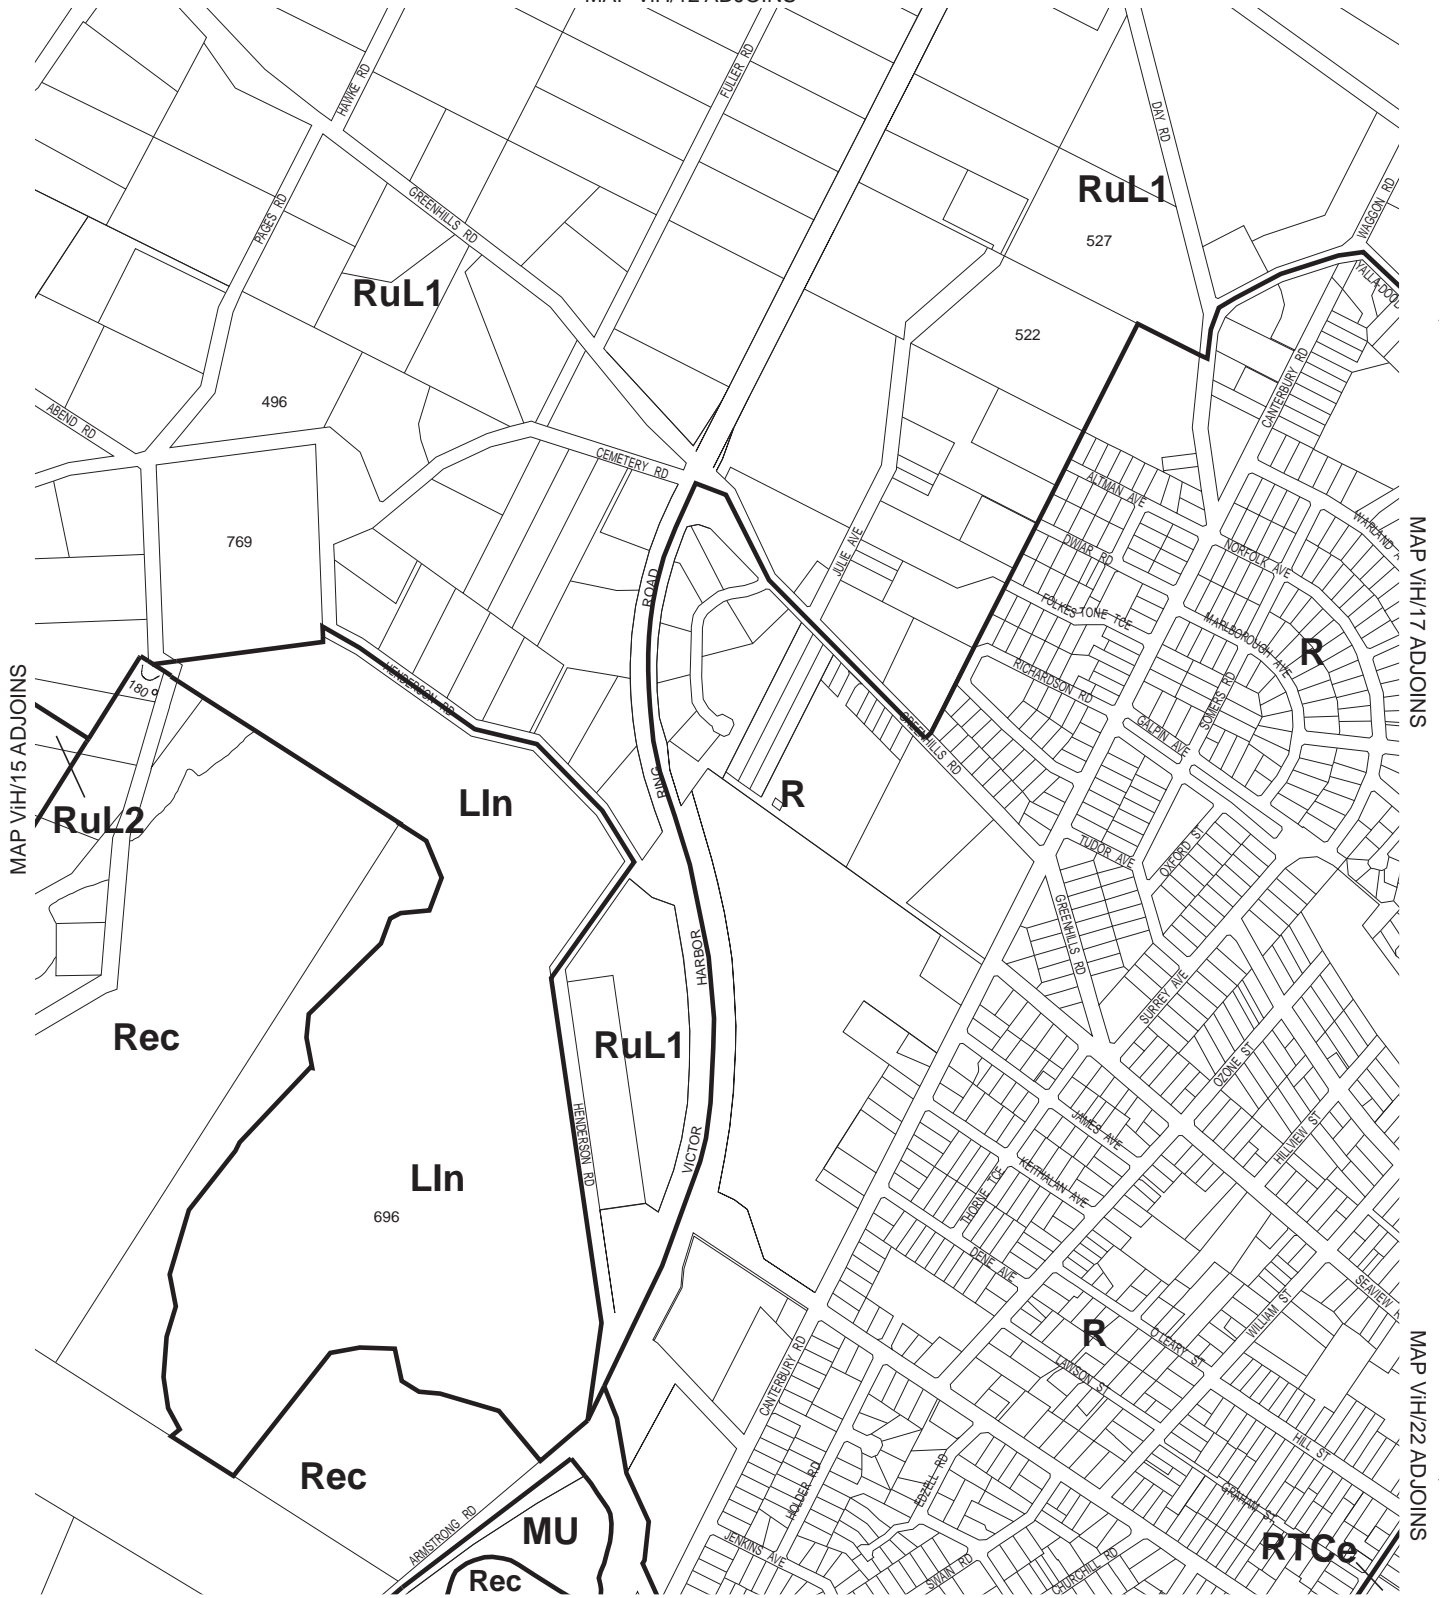 MAP ViH/12 ADJOINS
HAWKE RD
FULLER RD
DAY RD
RuL1
WAGGON RD
GREENHILLS RD
PAGES RD
527
RuL1
522
CANTERBURY RD
496
ABEND RD
CEMETERY RD
ALTMAN AVE
769
JULIE AVE
DWIAR RD
NORFOLK AVE
ROAD
FOLKESTONE TCE
MARLBOROUGH AVE
R
MAP ViH/17 ADJOINS
HENDERSON RD
RICHARDSON RD
SOMERS RD
180°
GREENHILLS RD
GALPIN AVE
MAP ViH/15 ADJOINS
RING
R
LIn
RuL2
TUDOR AVE
OXFORD ST
GREENHILLS RD
HARBOR
SURREY AVE
Rec
RuL1
OZONE ST
HENDERSON RD
JAMES AVE
HILLVIEW ST
VICTOR
KEITHALAN AVE
LIn
THORNE TCE
696
DENE AVE
WILLIAM ST
SEAVIEW
R
O'LEARY ST
LAWSON ST
CANTERBURY RD
MAP ViH/22 ADJOINS
HILL ST
Rec
HOLDER RD
EDZELL RD
GRAHAM ST
ARMSTRONG RD
MU
JENKINS AVE
RTCe
Rec
SWAIN RD
CHURCHILL RD